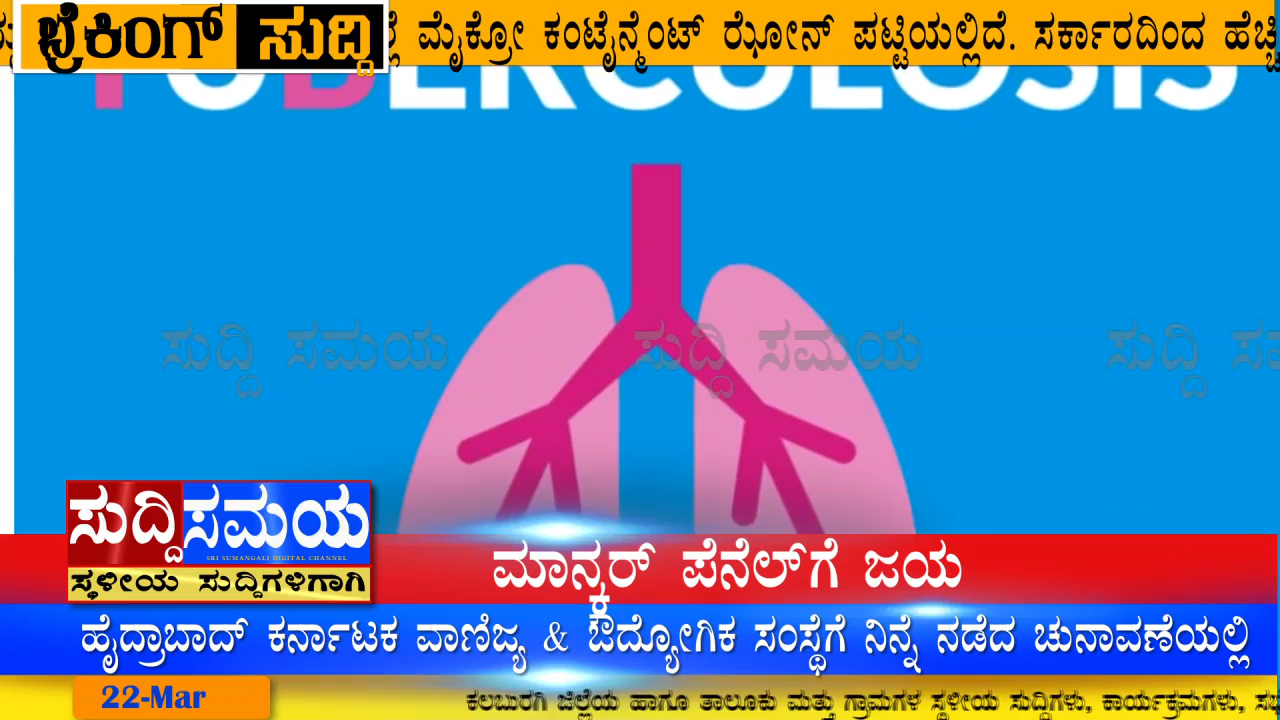 ಬ್ರೇಕಿಂಗ್ ಸುದ್ದಿ
ಮೈಕ್ರೋ ಕಂಟೈನ್ಮೆಂಟ್ ಝೋನ್ ಪಟ್ಟಿಯಲ್ಲಿದೆ. ಸರ್ಕಾರದಿಂದ
TUBERCULOSIS
ಸುದ್ದಿ ಸಮಯ ಸುದ್ದಿ ಸಮಯ ಸುದ್ದಿ
ಸುದ್ದಿ ಸಮಯ
SRI SUMANGALI DIGITAL CHANNEL
ಸ್ಥಳೀಯ ಸುದ್ದಿಗಳಿಗಾಗಿ
ಮಾನ್ಕರ್ ಪೆನೆಲ್‌ಗೆ ಜಯ
ಹೈದ್ರಾಬಾದ್ ಕರ್ನಾಟಕ ವಾಣಿಜ್ಯ & ಔದ್ಯೋಗಿಕ ಸಂಸ್ಥೆಗೆ ನಿನ್ನೆ ನಡೆದ ಚುನಾವಣೆಯಲ್ಲಿ
22-Mar
ಕಲಬುರಗಿ ಜಿಲ್ಲೆಯ ಹಾಗೂ ತಾಲೂಕು ಮತ್ತು ಗ್ರಾಮಗಳ ಸ್ಥಳೀಯ ಸುದ್ದಿಗಳು, ಕಾರ್ಯಕ್ರಮಗಳು,